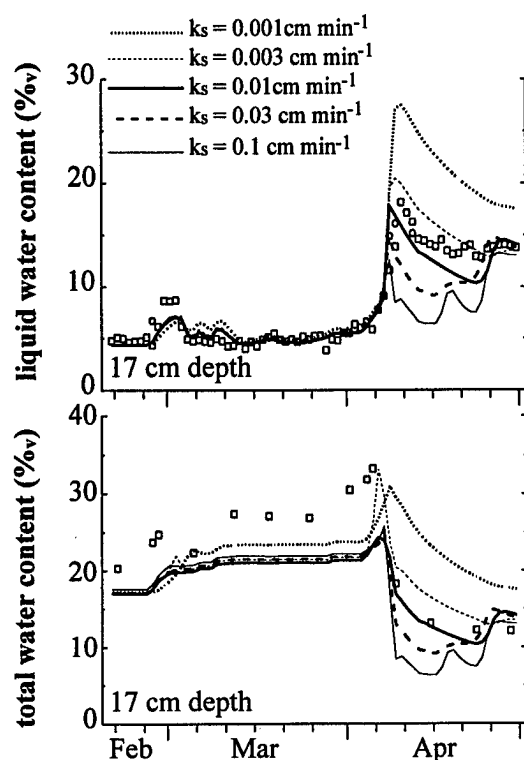 ks = 0.001cm min-1
ks = 0.003 cm min-1
ks = 0.01cm min-1
ks = 0.03 cm min-1
ks = 0.1 cm min-1
liquid water content (%v)
30
20
10
0
17 cm depth
total water content (%v)
40
30
20
10
0
17 cm depth
Feb Mar Apr